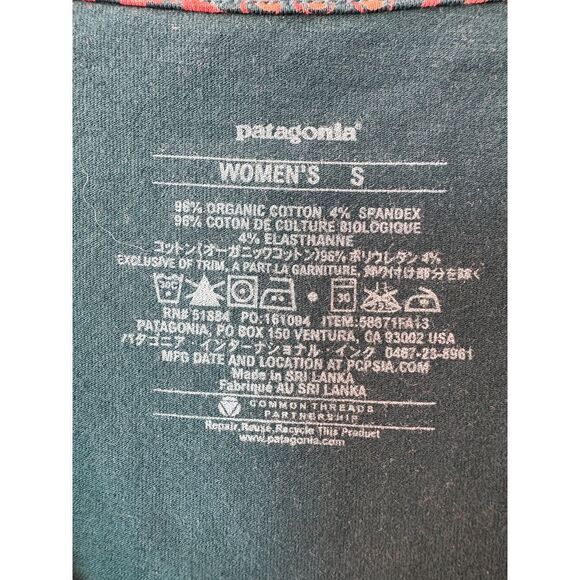 patagonia®
WOMEN'S S
96% ORGANIC COTTON 4% SPANDEX
96% COTON DE CULTURE BIOLOGIQUE
4% ELASTHANNE
コットン(オーガニックコットン)96% ポリウレタン 4%
EXCLUSIVE OF TRIM, A PART LA GARNITURE, 飾り付け部分を除く
30C 30
RN# 51884 PO:161094 ITEM:58671FA13
PATAGONIA, PO BOX 150 VENTURA, CA 93002 USA
パタゴニア・インターナショナル・インク 0467-23-8961
MFG DATE AND LOCATION AT PCPSIA.COM
Made in SRI LANKA
Fabriqué AU SRI LANKA
COMMON THREADS
PARTNERSHIP
Repair, Reuse, Recycle This Product
www.patagonia.com